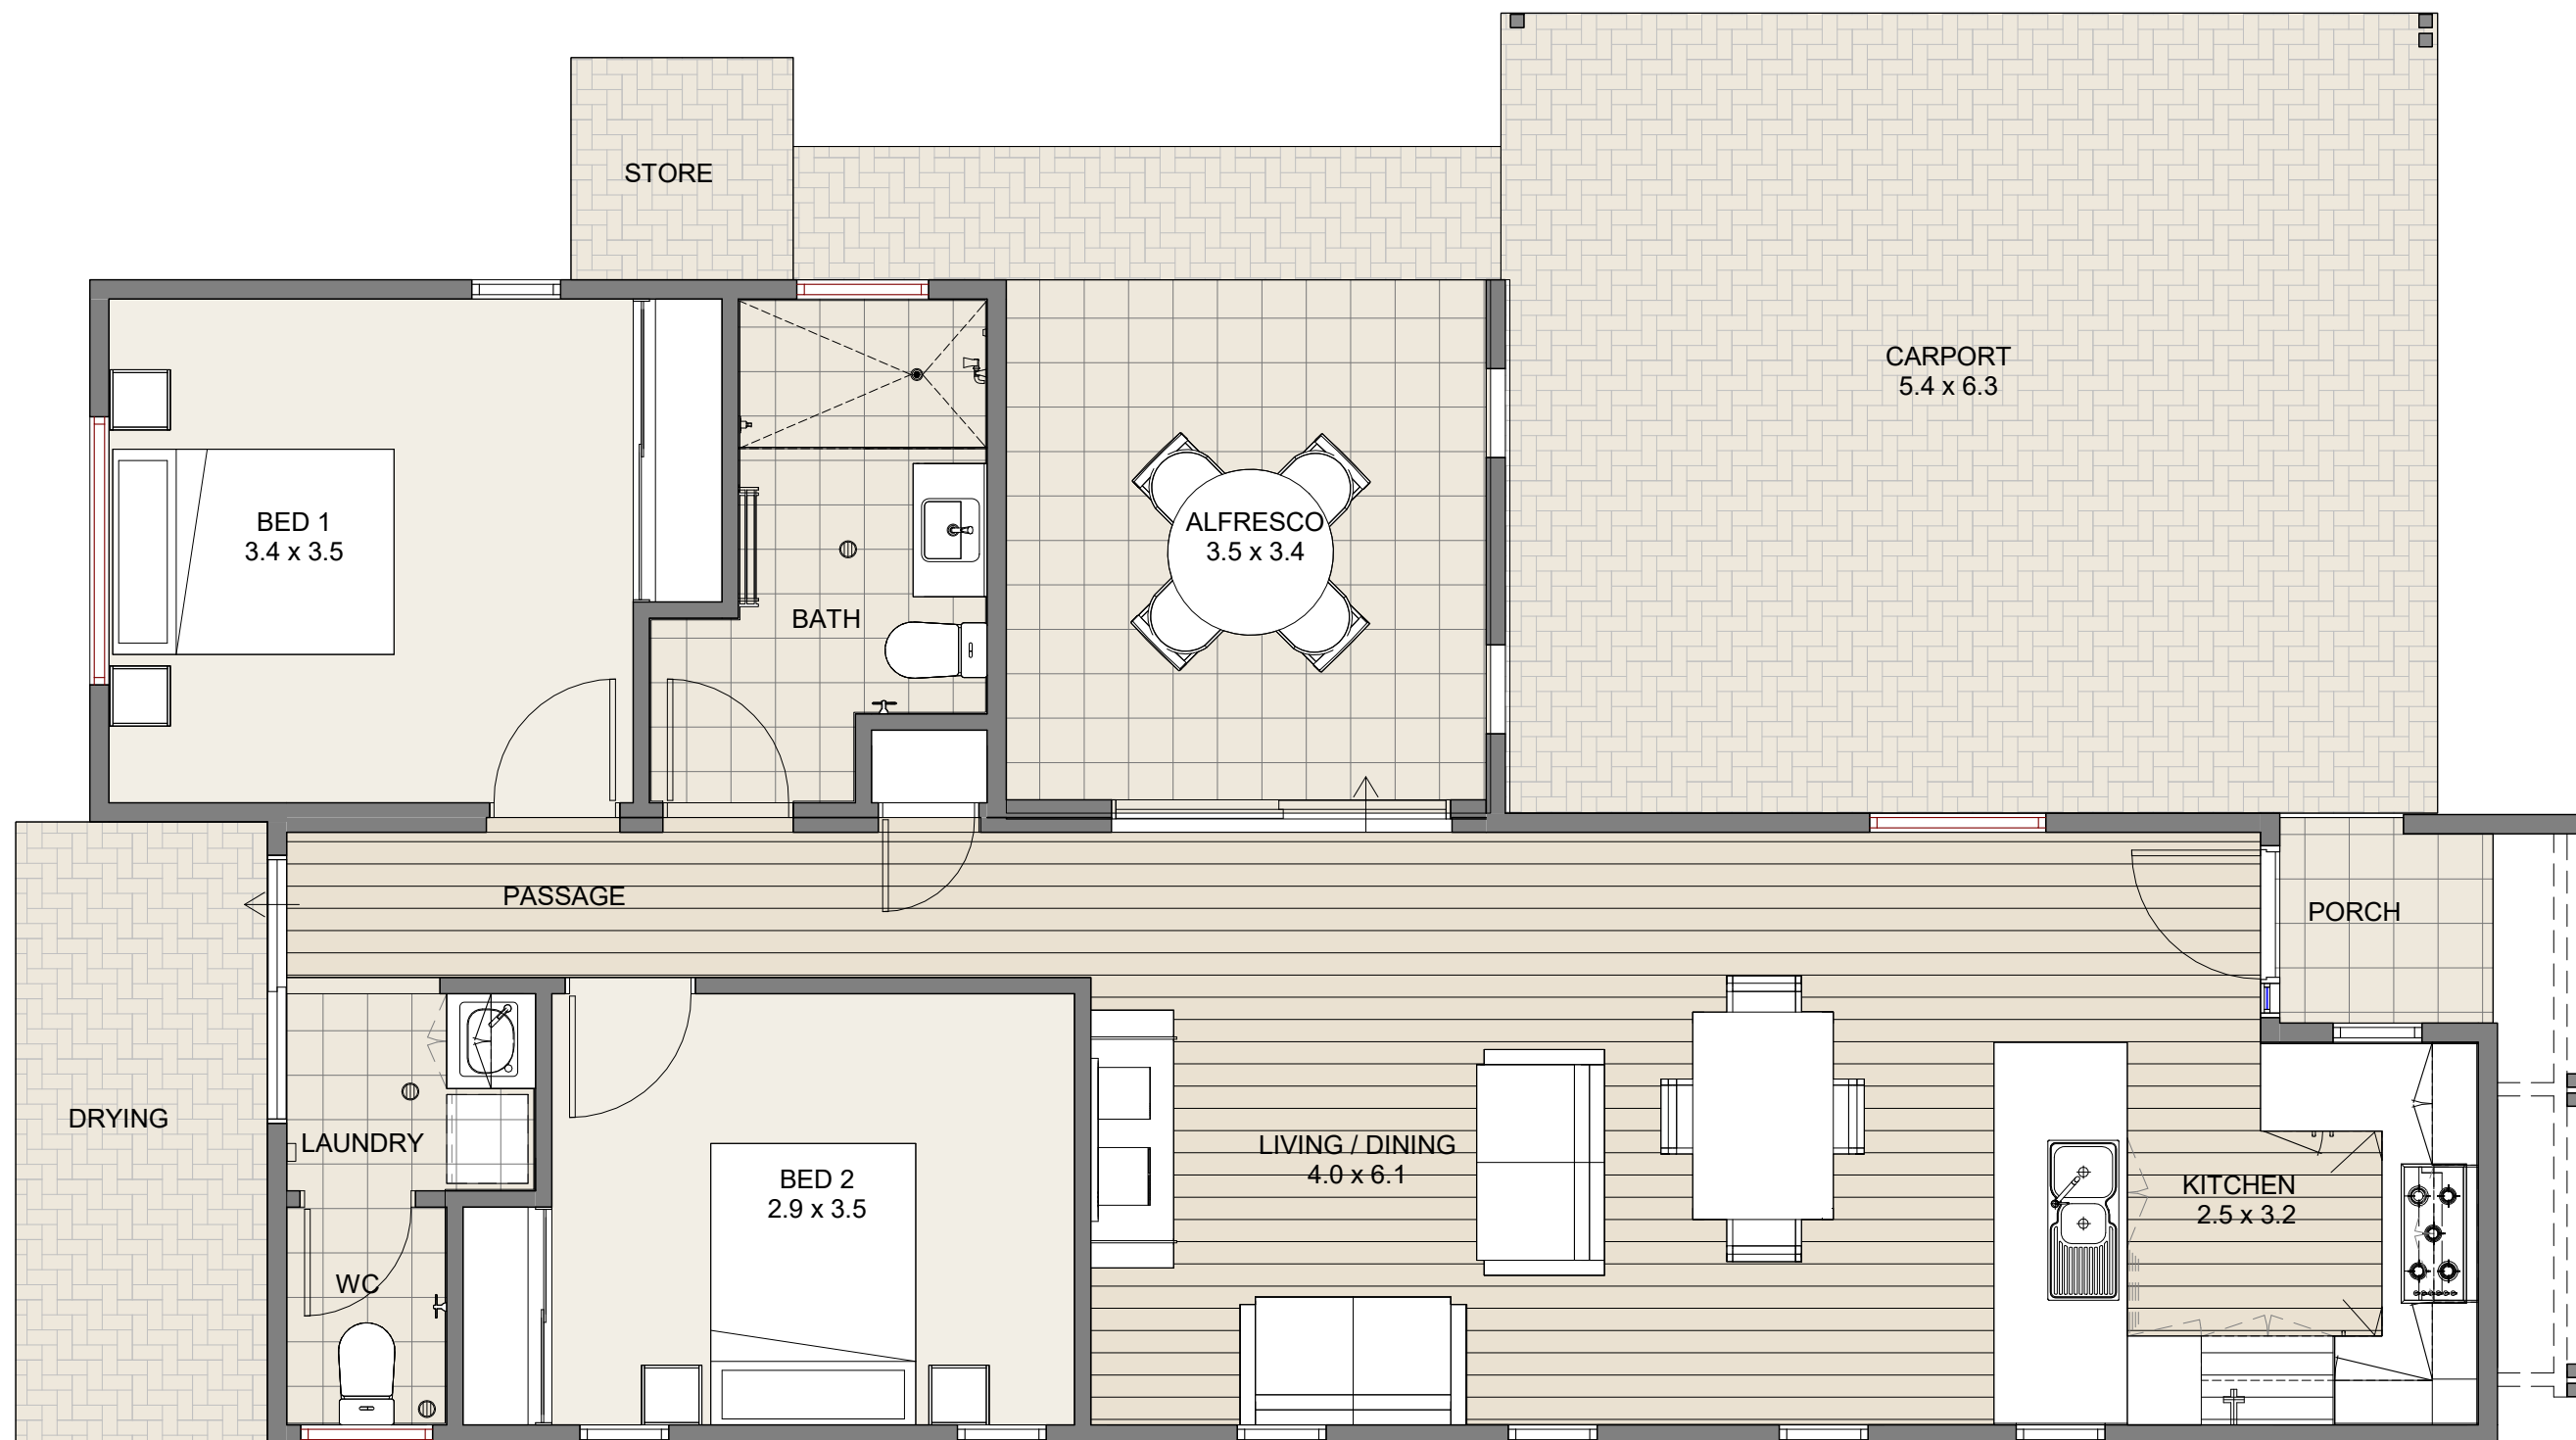 STORE
CARPORT
5.4 x 6.3
BED 1
3.4 x 3.5
ALFRESCO
3.5 x 3.4
BATH
PASSAGE
PORCH
DRYING
LAUNDRY
LIVING / DINING
4.0 x 6.1
BED 2
2.9 x 3.5
KITCHEN
2.5 x 3.2
WC